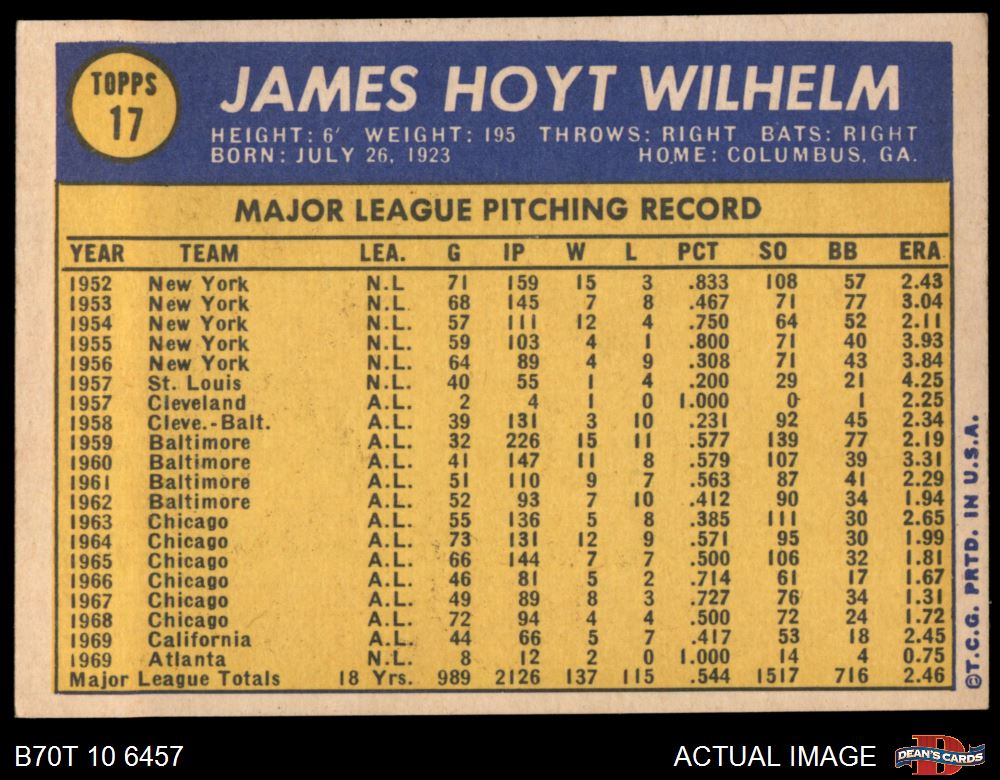 TOPPS
17
JAMES HOYT WILHELM
HEIGHT: 6' WEIGHT: 195 THROWS: RIGHT BATS: RIGHT
BORN: JULY 26, 1923 HOME: COLUMBUS, GA.
MAJOR LEAGUE PITCHING RECORD
YEAR TEAM LEA. G IP W L PCT SO BB ERA
1952 New York N.L 71 159 15 3 .833 108 57 2.43
1953 New York N.L. 68 145 7 8 .467 71 77 3.04
1954 New York N.L. 57 111 12 4 .750 64 52 2.11
1955 New York N.L. 59 103 4 1 .800 71 40 3.93
1956 New York N.L. 64 89 4 9 .308 71 43 3.84
1957 St. Louis N.L. 40 55 1 4 .200 29 21 4.25
1957 Cleveland A.L. 2 4 1 0 1.000 0 1 2.25
1958 Cleve.-Balt. A.L. 39 131 3 10 .231 92 45 2.34
1959 Baltimore A.L. 32 226 15 11 .577 139 77 2.19
1960 Baltimore A.L. 41 147 11 8 .579 107 39 3.31
1961 Baltimore A.L. 51 110 9 7 .563 87 41 2.29
1962 Baltimore A.L. 52 93 7 10 .412 90 34 1.94
1963 Chicago A.L. 55 136 5 8 .385 111 30 2.65
1964 Chicago A.L. 73 131 12 9 .571 95 30 1.99
1965 Chicago A.L. 66 144 7 7 .500 106 32 1.81
1966 Chicago A.L. 46 81 5 2 .714 61 17 1.67
1967 Chicago A.L. 49 89 8 3 .727 76 34 1.31
1968 Chicago A.L. 72 94 4 4 .500 72 24 1.72
1969 California A.L. 44 66 5 7 .417 53 18 2.45
1969 Atlanta N.L. 8 12 2 0 1.000 14 4 0.75
Major League Totals 18 Yrs. 989 2126 137 115 .544 1517 716 2.46
©T.C.G. PRTD. IN U.S.A.
B70T 10 6457 ACTUAL IMAGE
DEAN'S CARDS